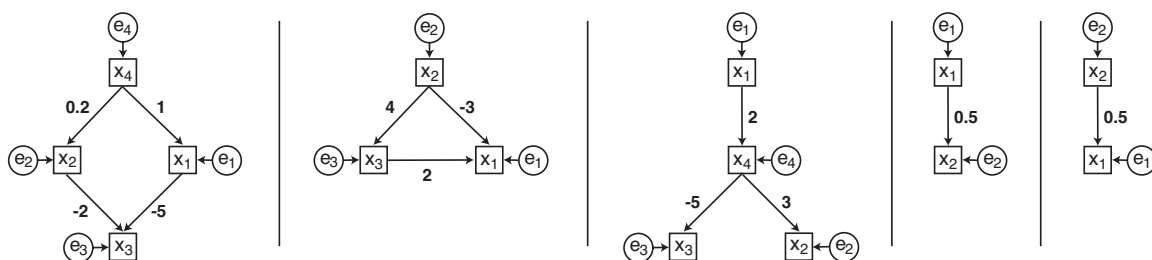 e4
x4
0.2 1
e2 x2 x1 e1
-2 -5
e3 x3
e2
x2
4 -3
e3 x3 2 x1 e1
e1
x1
2
x4 e4
-5 3
x3 x2
e3 e2
e1
x1
0.5
x2 e2
e2
x2
0.5
x1 e1